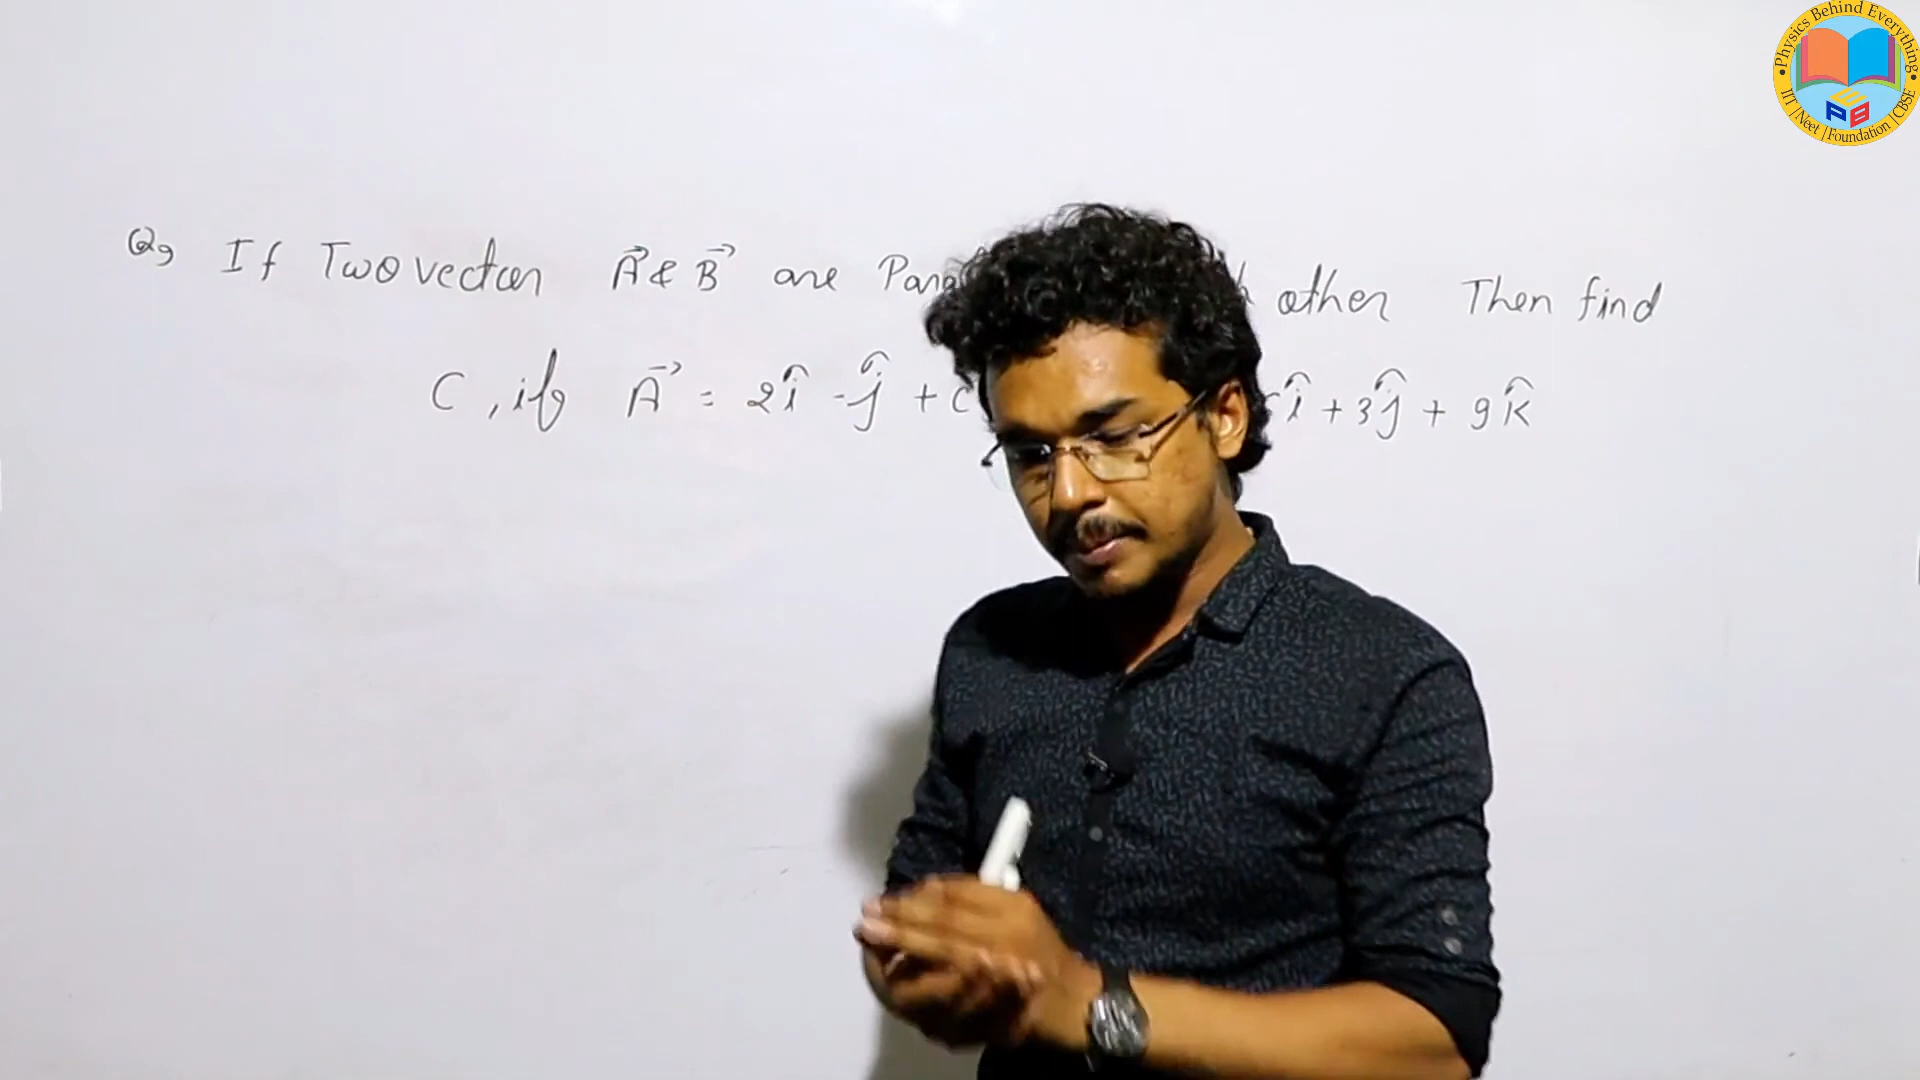 Physics Behind Everything
IIT | Neet | Foundation | CBSE
PEB
Q9 If Two vector A⃗ & B⃗ are other Then find
C, if A⃗ = 2î - ĵ + C î + 3ĵ + 9k̂